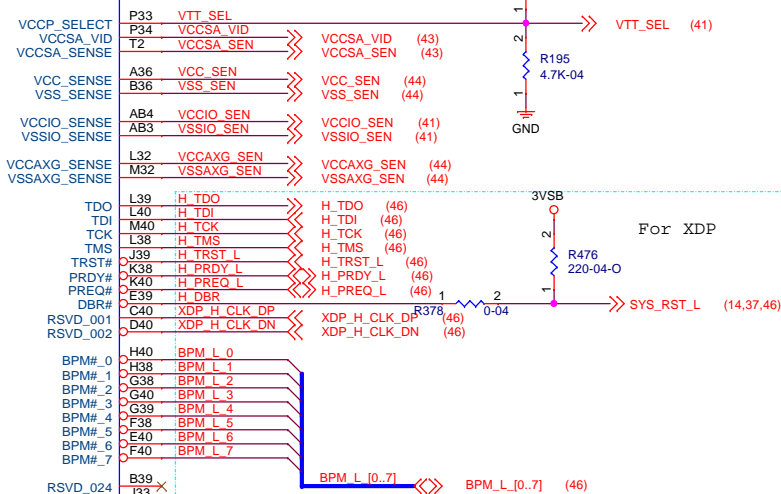 VCCP_SELECT P33 VTT_SEL 1 VTT_SEL (41)
VCCSA_VID P34 VCCSA_VID VCCSA_VID (43)
VCCSA_SENSE T2 VCCSA_SEN VCCSA_SEN (43)
2 R195
4.7K-04
1
GND
VCC_SENSE A36 VCC_SEN VCC_SEN (44)
VSS_SENSE B36 VSS_SEN VSS_SEN (44)
VCCIO_SENSE AB4 VCCIO_SEN VCCIO_SEN (41)
VSSIO_SENSE AB3 VSSIO_SEN VSSIO_SEN (41)
VCCAXG_SENSE L32 VCCAXG_SEN VCCAXG_SEN (44)
VSSAXG_SENSE M32 VSSAXG_SEN VSSAXG_SEN (44)
3VSB
For XDP
2 R476
220-04-O
1
TDO L39 H_TDO H_TDO (46)
TDI L40 H_TDI H_TDI (46)
TCK M40 H_TCK H_TCK (46)
TMS L38 H_TMS H_TMS (46)
TRST# J39 H_TRST_L H_TRST_L (46)
PRDY# K38 H_PRDY_L H_PRDY_L (46)
PREQ# K40 H_PREQ_L H_PREQ_L (46)
DBR# E39 H_DBR 1 R378 2 0-04 SYS_RST_L (14,37,46)
RSVD_001 C40 XDP_H_CLK_DP XDP_H_CLK_DP (46)
RSVD_002 D40 XDP_H_CLK_DN XDP_H_CLK_DN (46)
BPM#_0 H40 BPM_L_0
BPM#_1 H38 BPM_L_1
BPM#_2 G38 BPM_L_2
BPM#_3 G40 BPM_L_3
BPM#_4 G39 BPM_L_4
BPM#_5 F38 BPM_L_5
BPM#_6 E40 BPM_L_6
BPM#_7 F40 BPM_L_7
BPM_L_[0..7] BPM_L_[0..7] (46)
RSVD_024 B39
J33